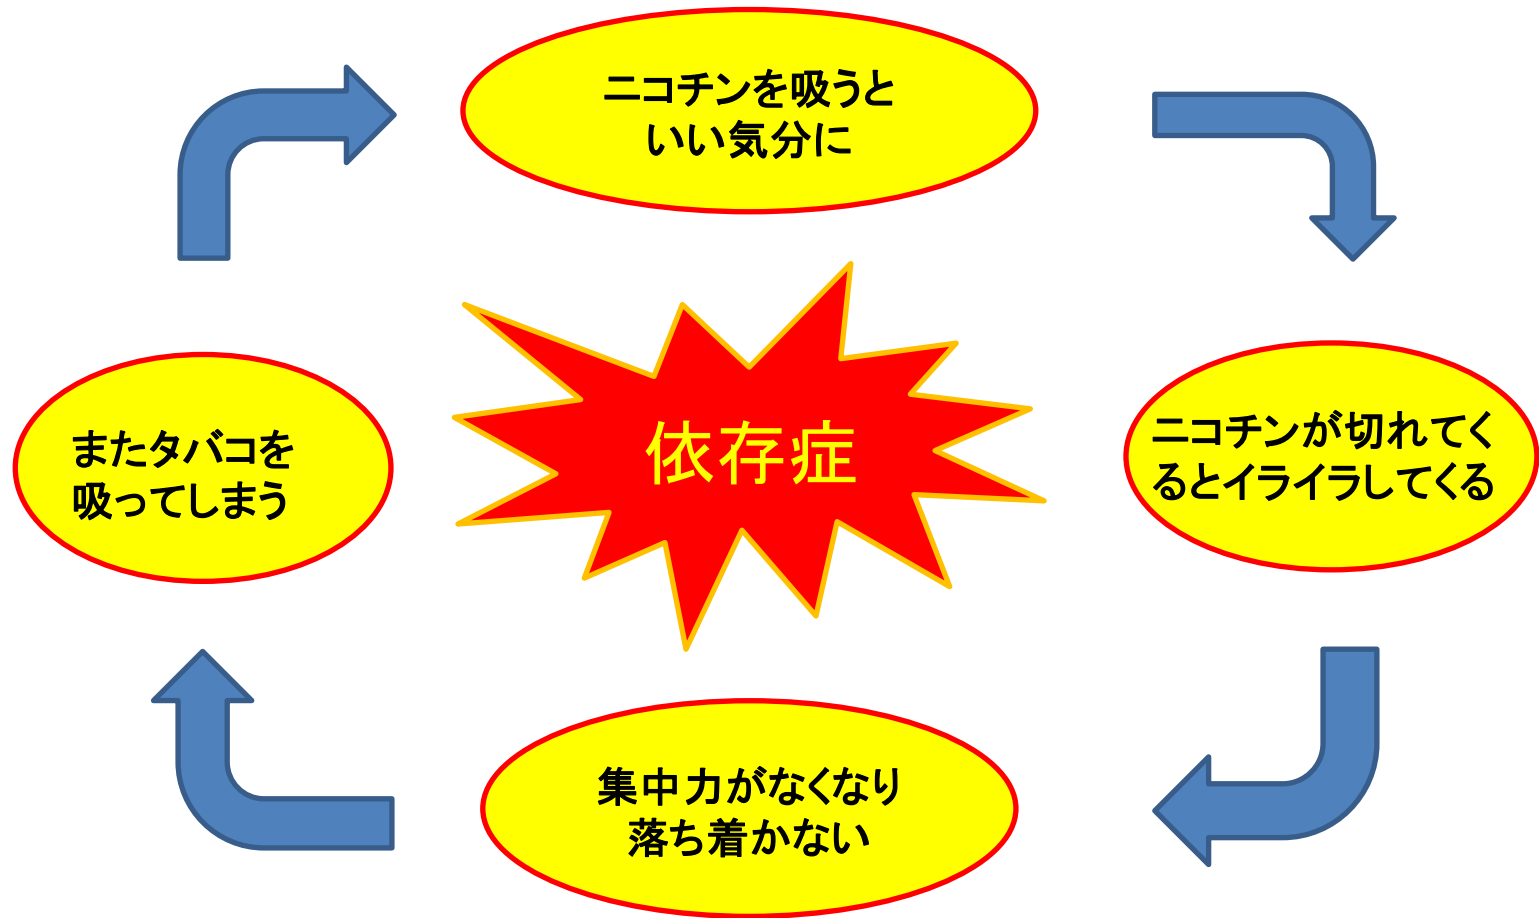 ニコチンを吸うと
いい気分に
依存症
またタバコを
吸ってしまう
ニコチンが切れてく
るとイライラしてくる
集中力がなくなり
落ち着かない